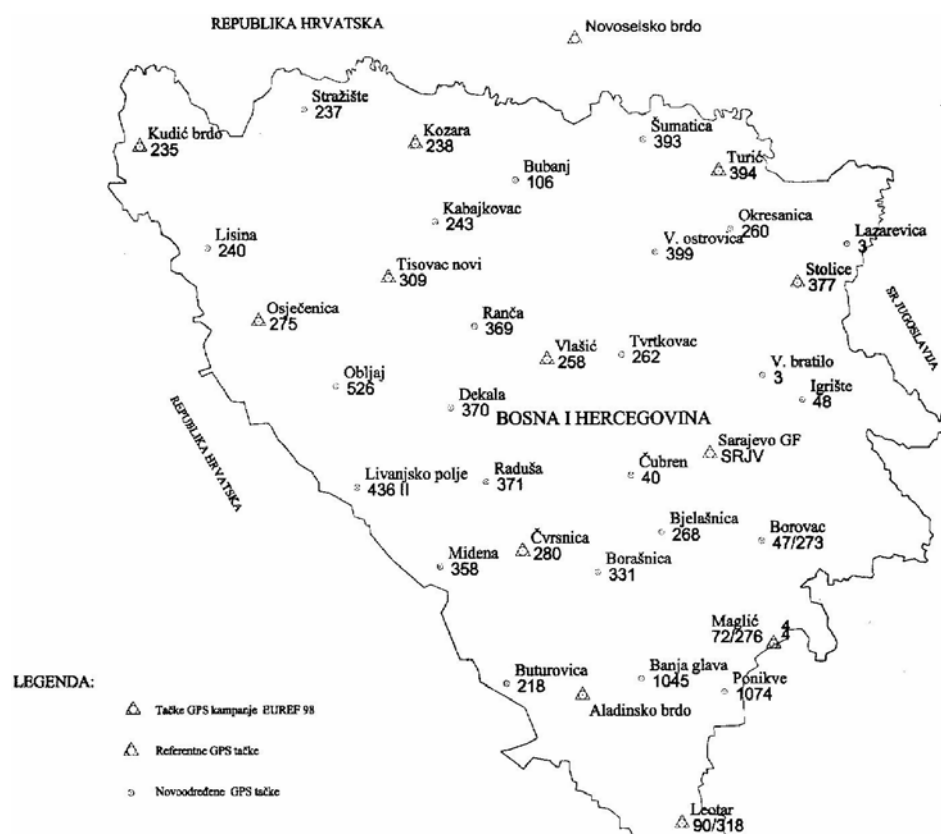 REPUBLIKA HRVATSKA
Novoselsko brdo
Stražište
237
Kudić brdo
235
Kozara
238
Šumatica
393
Bubanj
106
Turić
394
Kabajkovac
243
Okresanica
260
Lisina
240
V. ostrovica
399
Lazarevica
3
Tisovac novi
309
Stolice
377
Osječenica
275
Ranča
369
SR JUGOSLAVIJA
Vlašić
258
Tvrtkovac
262
Obljaj
526
V. bratilo
3
Igrište
48
Dekala
370
BOSNA I HERCEGOVINA
REPUBLIKA HRVATSKA
Sarajevo GF
SRJV
Livanjsko polje
436 II
Raduša
371
Čubren
40
Bjelašnica
268
Borovac
47/273
Čvrsnica
280
Midena
358
Borašnica
331
Maglić
72/276
4
4
Buturovica
218
Banja glava
1045
Ponikve
1074
Aladinsko brdo
LEGENDA:
Tačke GPS kampanje EUREF 98
Referentne GPS tačke
Novoodređene GPS tačke
Leotar
90/318